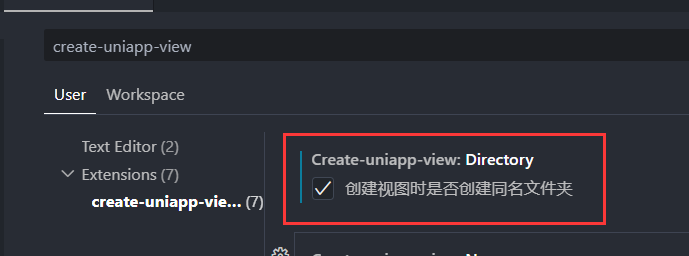 create-uniapp-view
User Workspace
Text Editor (2)
Extensions (7)
create-uniapp-vie... (7)
Create-uniapp-view: Directory
创建视图时是否创建同名文件夹